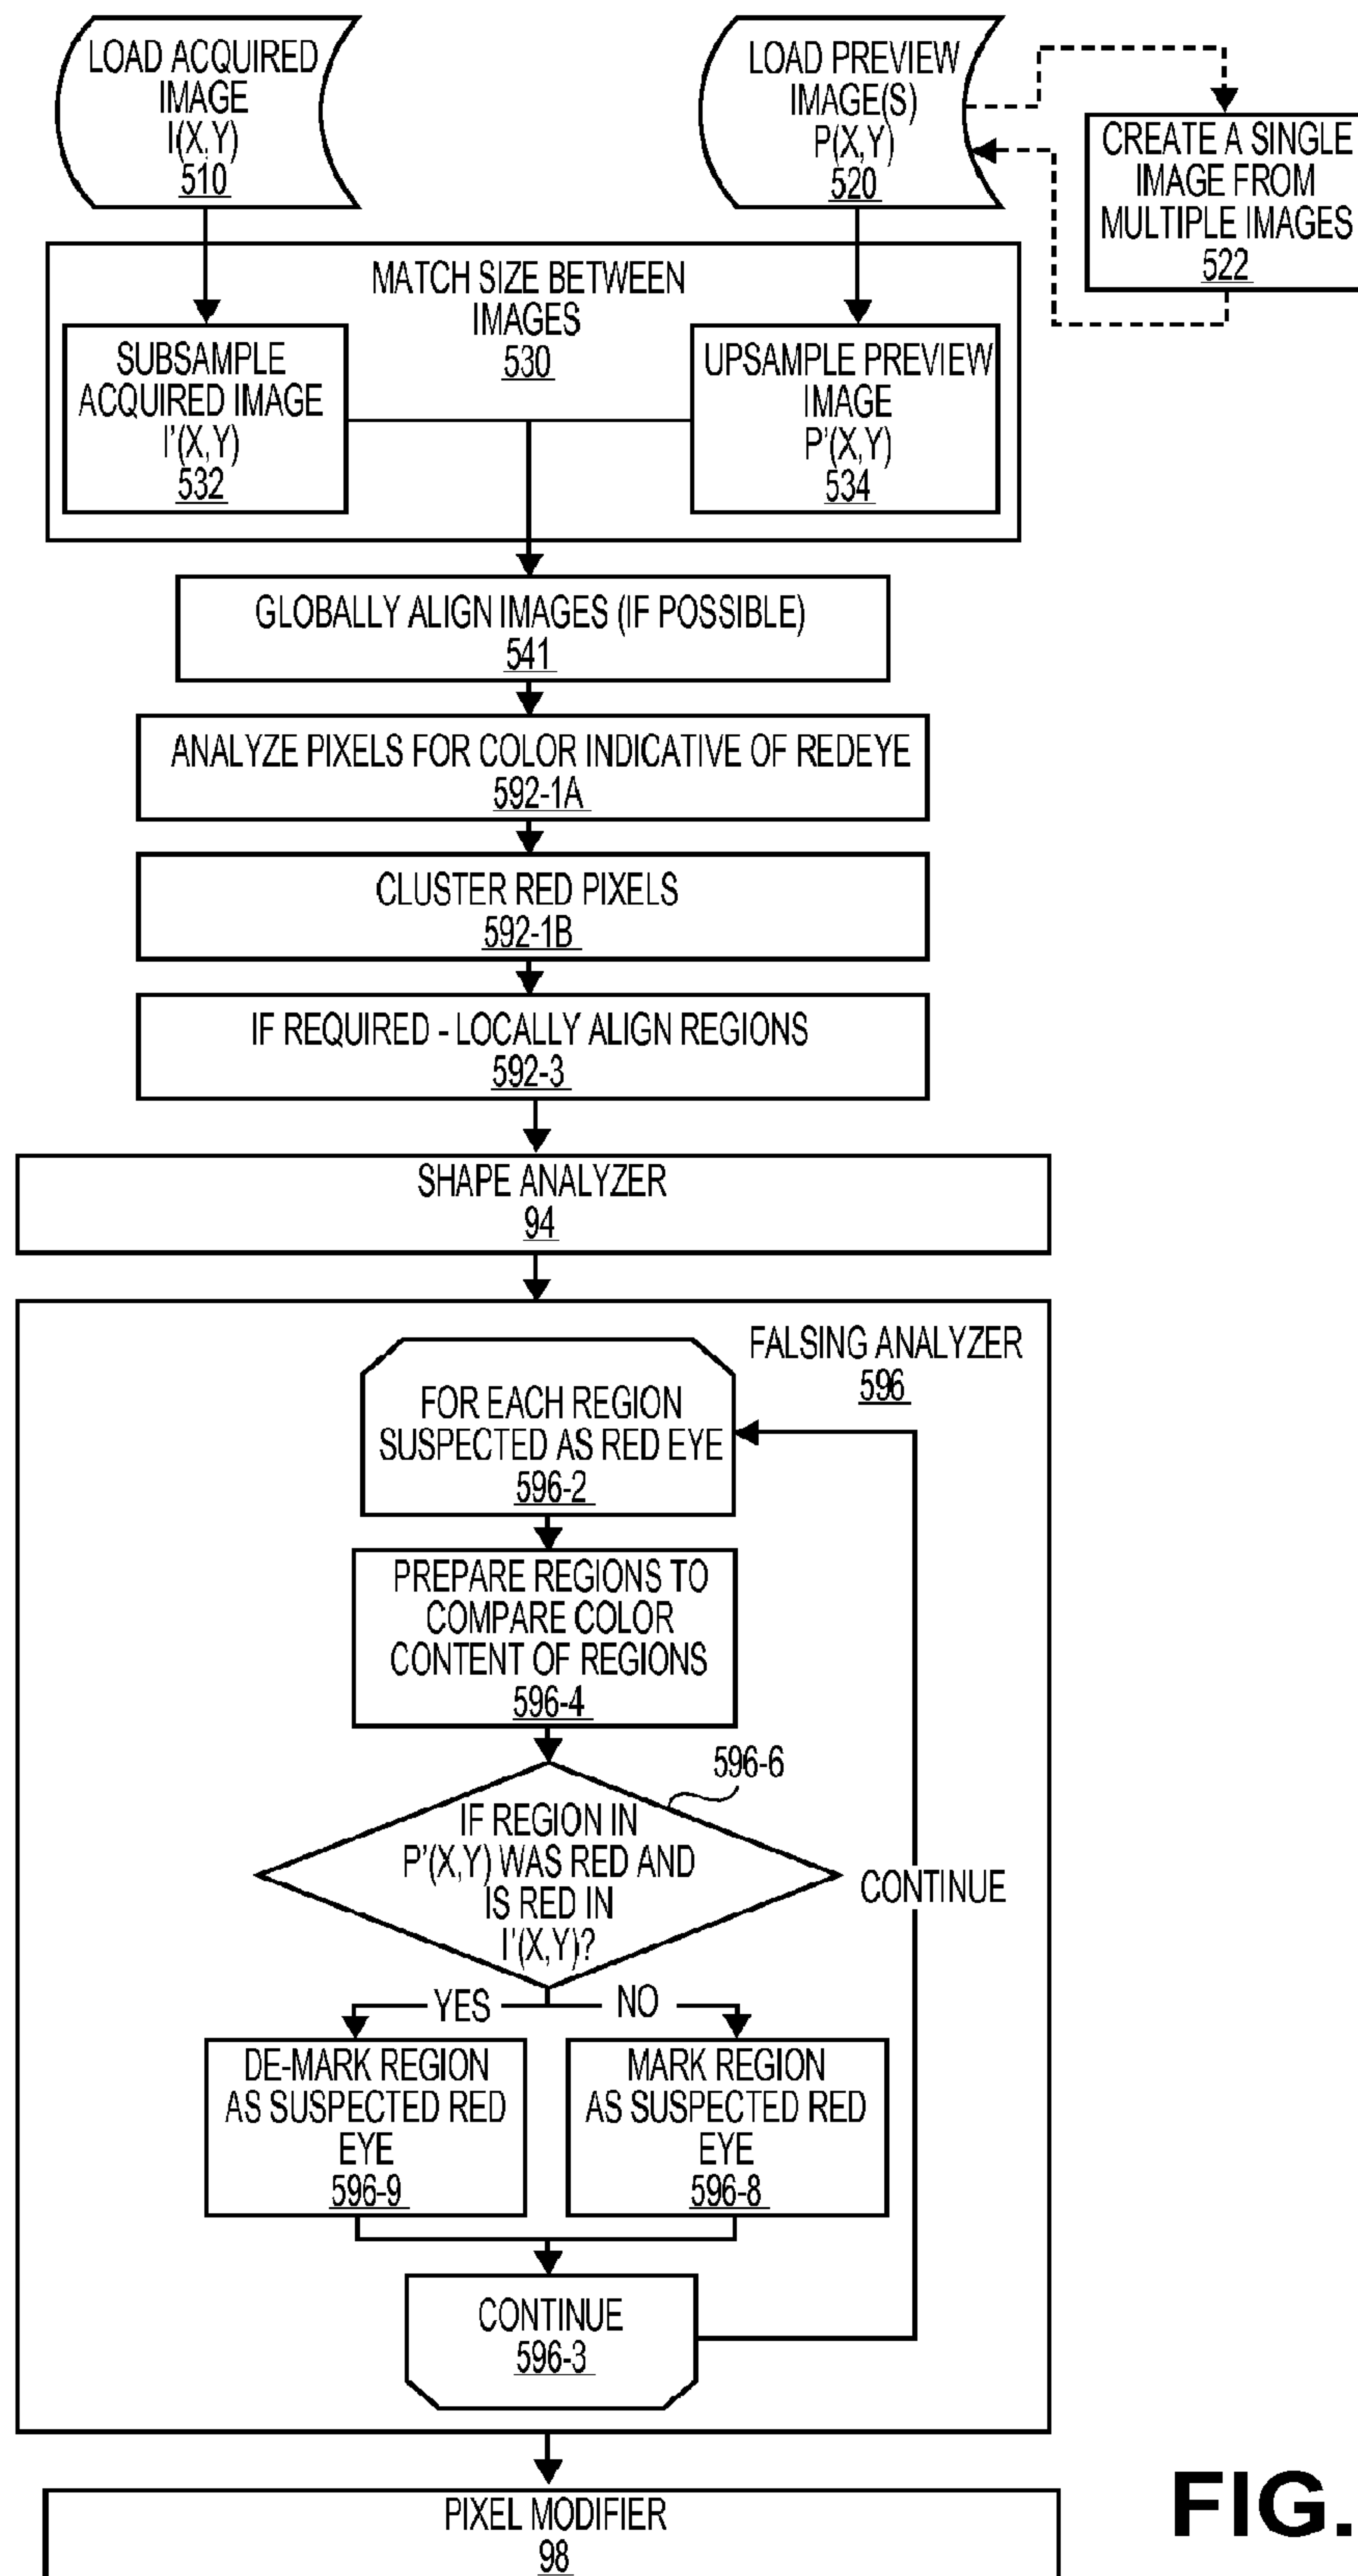 LOAD ACQUIRED
IMAGE
I(X,Y)
510
LOAD PREVIEW
IMAGE(S)
P(X,Y)
520
CREATE A SINGLE
IMAGE FROM
MULTIPLE IMAGES
522
MATCH SIZE BETWEEN
IMAGES
530
SUBSAMPLE
ACQUIRED IMAGE
I'(X,Y)
532
UPSAMPLE PREVIEW
IMAGE
P'(X,Y)
534
GLOBALLY ALIGN IMAGES (IF POSSIBLE)
541
ANALYZE PIXELS FOR COLOR INDICATIVE OF REDEYE
592-1A
CLUSTER RED PIXELS
592-1B
IF REQUIRED - LOCALLY ALIGN REGIONS
592-3
SHAPE ANALYZER
94
FALSING ANALYZER
596
FOR EACH REGION
SUSPECTED AS RED EYE
596-2
PREPARE REGIONS TO
COMPARE COLOR
CONTENT OF REGIONS
596-4
596-6
IF REGION IN
P'(X,Y) WAS RED AND
IS RED IN
I'(X,Y)?
CONTINUE
YES
NO
DE-MARK REGION
AS SUSPECTED RED
EYE
596-9
MARK REGION
AS SUSPECTED RED
EYE
596-8
CONTINUE
596-3
PIXEL MODIFIER
98
FIG.